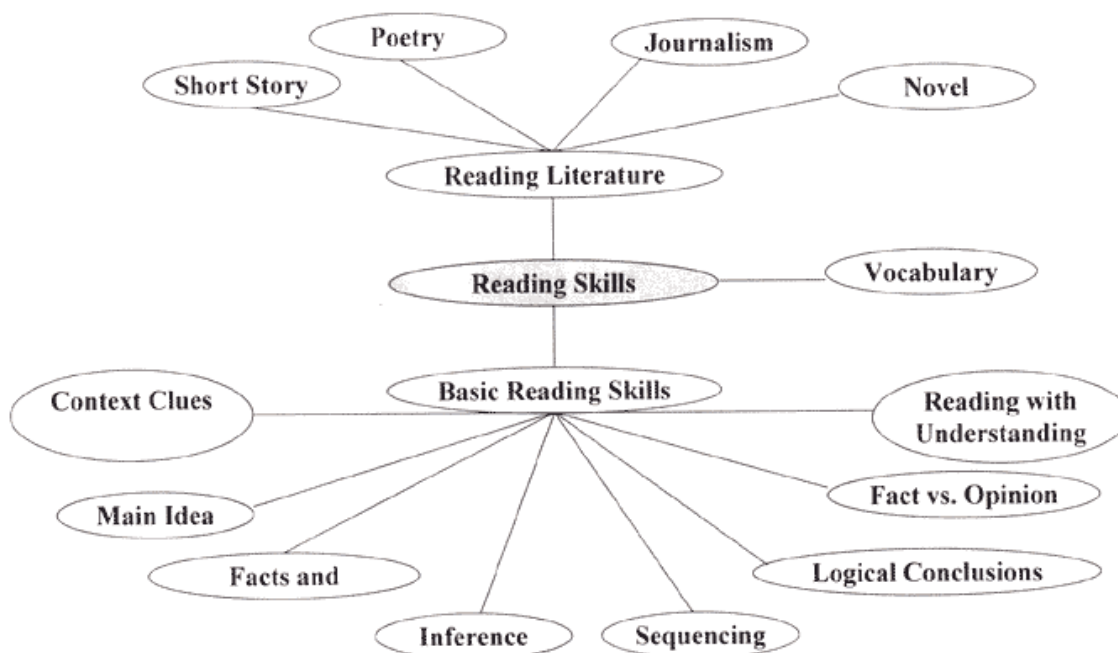 Poetry
Journalism
Short Story
Novel
Reading Literature
Reading Skills
Vocabulary
Basic Reading Skills
Context Clues
Reading with
Understanding
Main Idea
Fact vs. Opinion
Facts and
Logical Conclusions
Inference
Sequencing